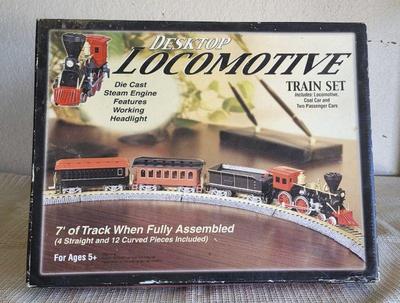 DESKTOP
LOCOMOTIVE
TRAIN SET
Includes: Locomotive,
Coal Car and
Two Passenger Cars
Die Cast
Steam Engine
Features
Working
Headlight
7' of Track When Fully Assembled
(4 Straight and 12 Curved Pieces Included)
For Ages 5+